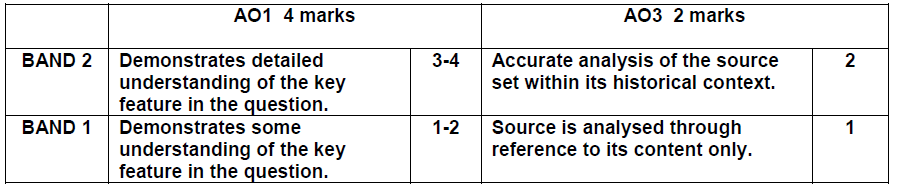 AO1 4 marks AO3 2 marks
BAND 2 Demonstrates detailed 3-4 Accurate analysis of the source 2
understanding of the key set within its historical context.
feature in the question.
BAND 1 Demonstrates some 1-2 Source is analysed through 1
understanding of the key reference to its content only.
feature in the question.